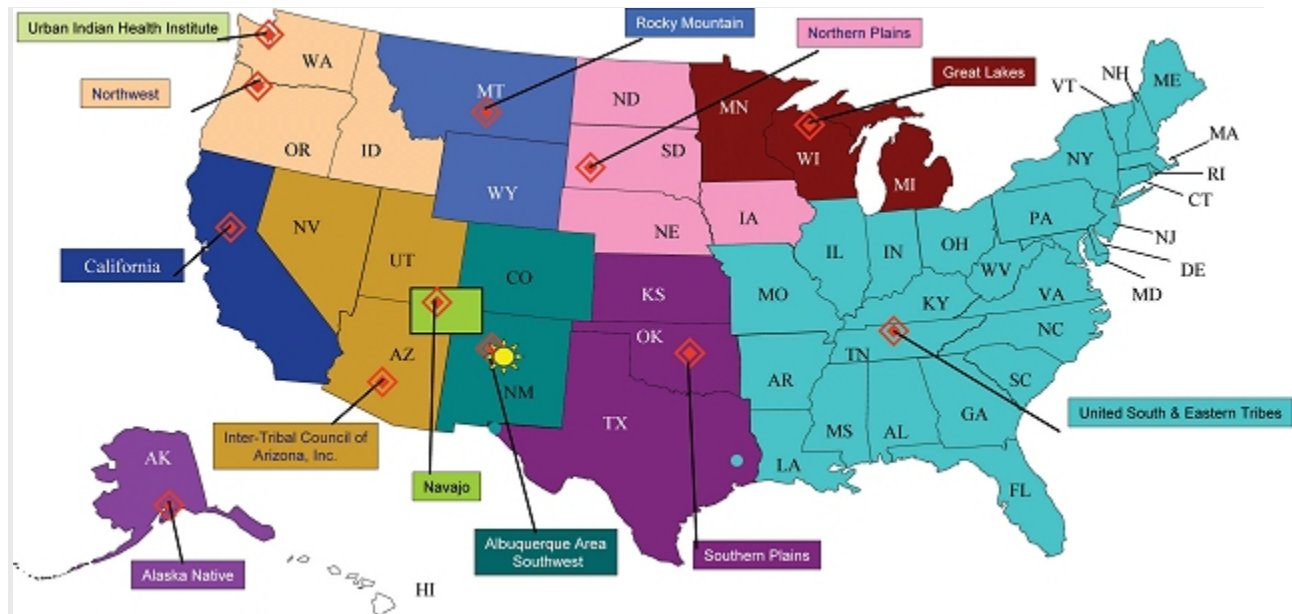 Urban Indian Health Institute
Rocky Mountain
Northern Plains
Great Lakes
Northwest
WA
MT
ND
MN
VT
NH
ME
OR
ID
SD
WI
MI
NY
MA
RI
CT
WY
IA
PA
NJ
California
NV
UT
NE
IL
IN
OH
DE
MD
CO
KS
MO
WV
KY
VA
AZ
OK
TN
NC
NM
AR
SC
TX
MS
AL
GA
United South & Eastern Tribes
Inter-Tribal Council of
Arizona, Inc.
LA
FL
AK
Navajo
Albuquerque Area
Southwest
Southern Plains
Alaska Native
HI